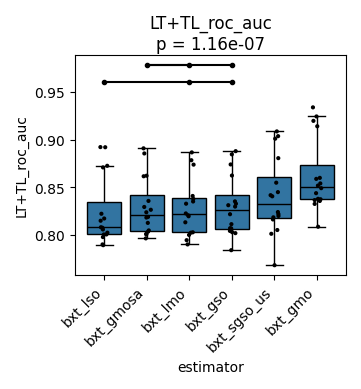 LT+TL_roc_auc
p = 1.16e-07
LT+TL_roc_auc
0.95
0.90
0.85
0.80
bxt_lso
bxt_gmosa
bxt_lmo
bxt_gso
bxt_sgso_us
bxt_gmo
estimator